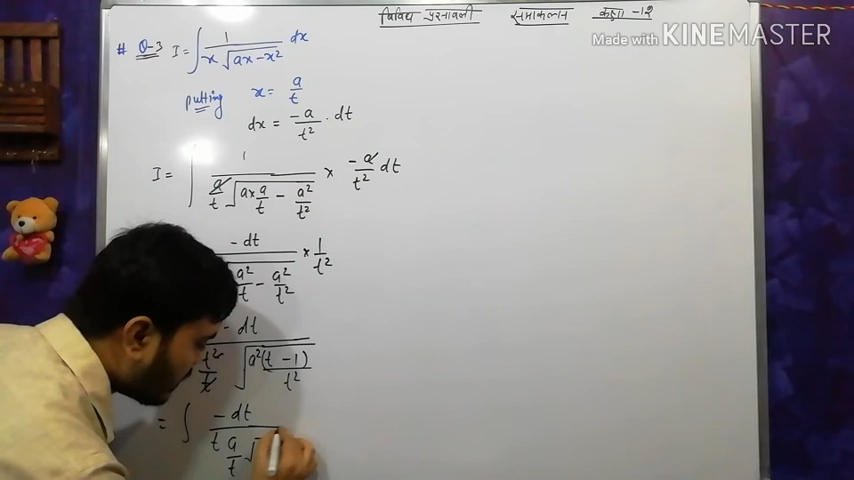 विविध प्रश्नावली समाकलन कक्षा -12
Made with KINEMASTER
# Q-3 I = ∫ 1/(x √(ax-x²)) dx
Putting x = a/t
dx = -a/t² . dt
I = ∫ 1/(a/t √(a×a/t - a²/t²)) × -a/t² dt
-dt a²/t - a²/t² × 1/t²
- dt / (t²/t √(a²(t-1)/t²))
= ∫ -dt / (t a/t √